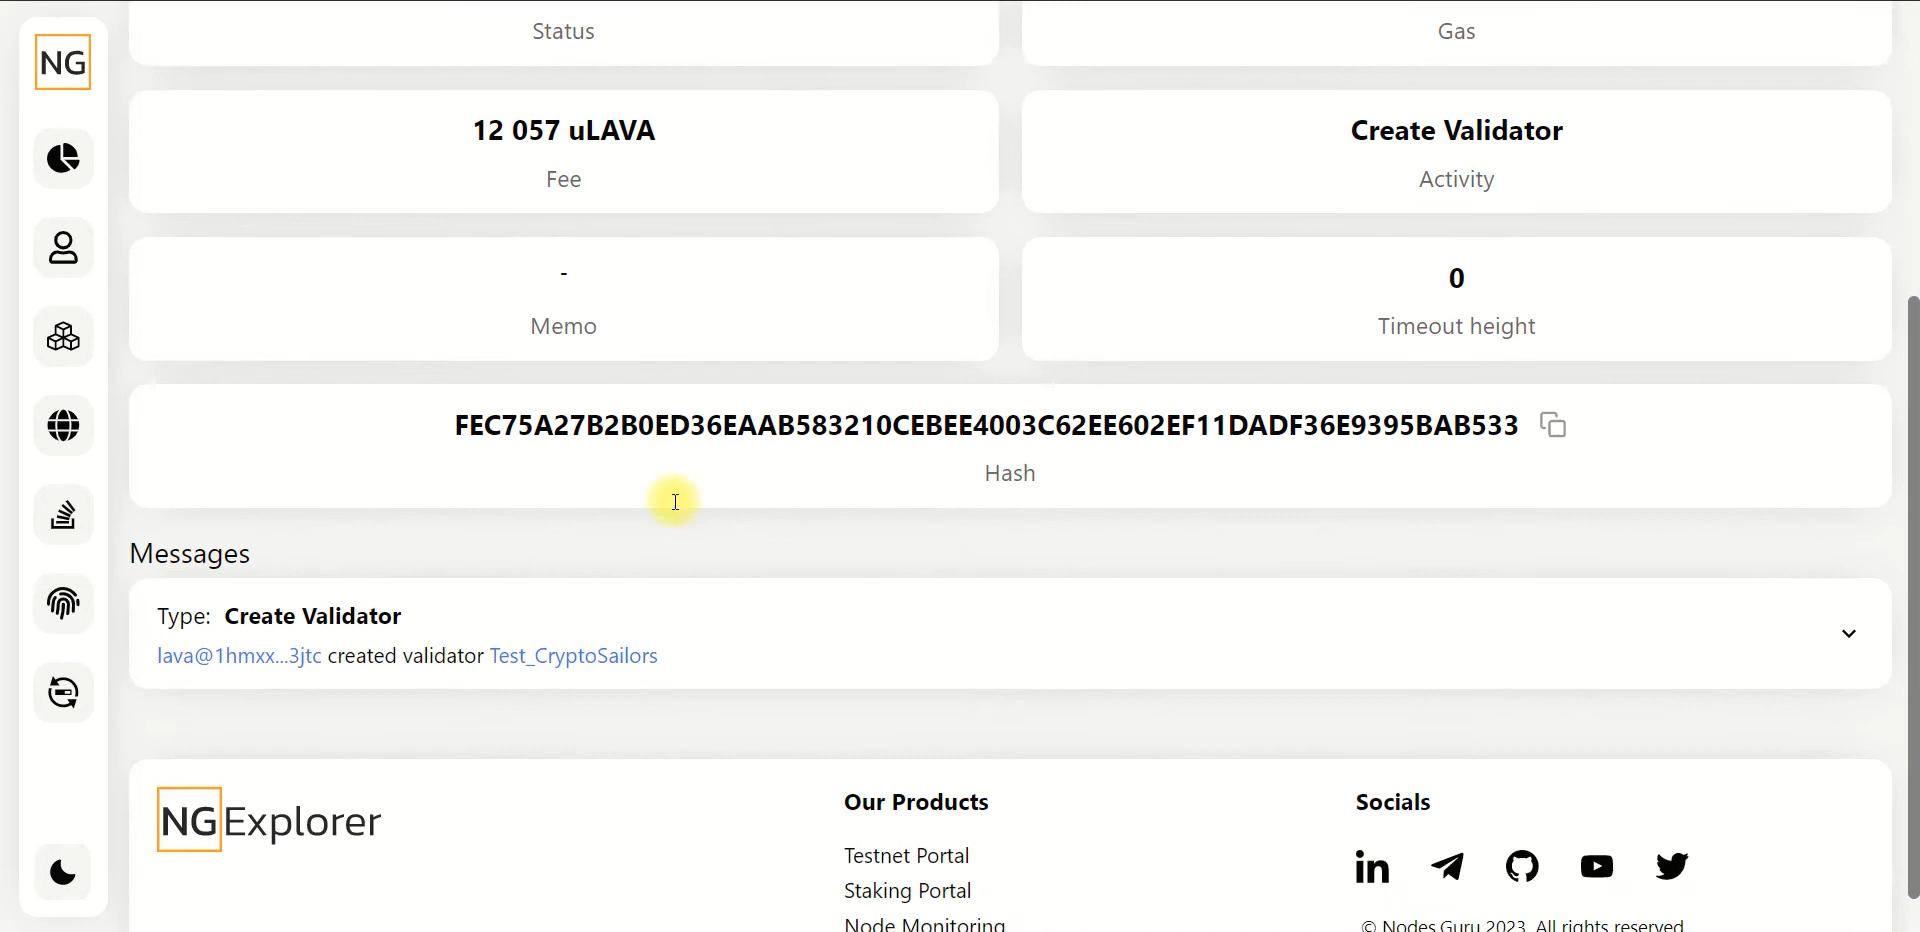 NG
Status
Gas
12 057 uLAVA
Fee
Create Validator
Activity
-
Memo
0
Timeout height
FEC75A27B2B0ED36EAAB583210CEBEE4003C62EE602EF11DADF36E9395BAB533
Hash
Messages
Type: Create Validator
lava@1hmxx...3jtc created validator Test_CryptoSailors
NG Explorer
Our Products
Testnet Portal
Staking Portal
Node Monitoring
Socials
© Nodes Guru 2023. All rights reserved